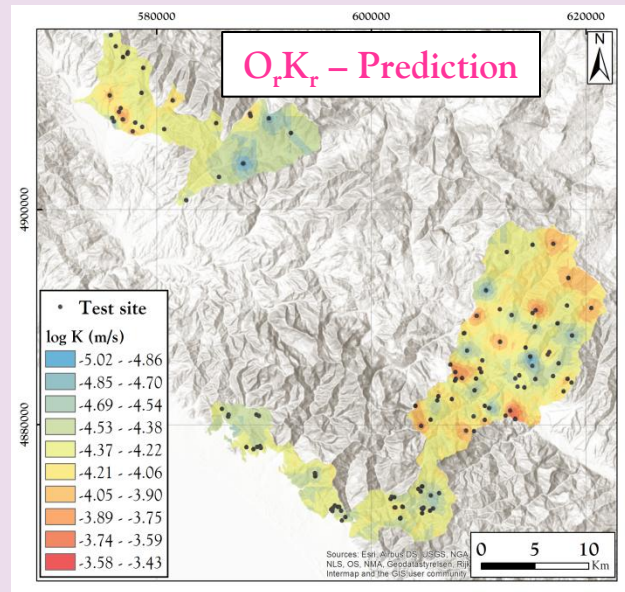 580000
600000
620000
OᵣKᵣ – Prediction
N
4900000
4880000
• Test site
log K (m/s)
-5.02 - -4.86
-4.85 - -4.70
-4.69 - -4.54
-4.53 - -4.38
-4.37 - -4.22
-4.21 - -4.06
-4.05 - -3.90
-3.89 - -3.75
-3.74 - -3.59
-3.58 - -3.43
Sources: Esri, Airbus DS, USGS, NGA,
NLS, OS, NMA, Geodatastyrelsen,
Intermap and the GIS user community
0 5 10
Km